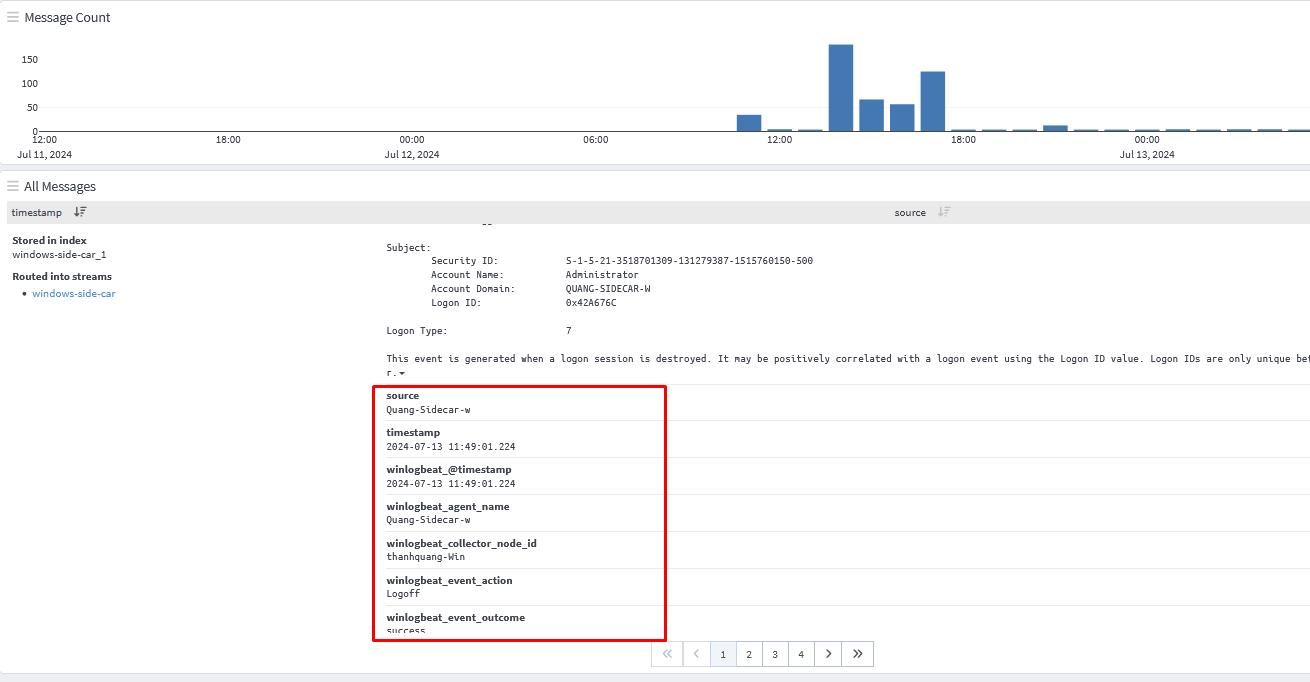 Message Count
150
100
50
0
12:00
18:00
00:00
06:00
12:00
18:00
00:00
Jul 11, 2024
Jul 12, 2024
Jul 13, 2024
All Messages
timestamp
source
Stored in index
windows-side-car_1
Routed into streams
windows-side-car
Subject:
Security ID: S-1-5-21-3518701309-131279387-1515760150-500
Account Name: Administrator
Account Domain: QUANG-SIDECAR-W
Logon ID: 0x42A676C
Logon Type: 7
This event is generated when a logon session is destroyed. It may be positively correlated with a logon event using the Logon ID value. Logon IDs are only unique bet
r.
source
Quang-Sidecar-w
timestamp
2024-07-13 11:49:01.224
winlogbeat_@timestamp
2024-07-13 11:49:01.224
winlogbeat_agent_name
Quang-Sidecar-w
winlogbeat_collector_node_id
thanhquang-Win
winlogbeat_event_action
Logoff
winlogbeat_event_outcome
success
« ‹ 1 2 3 4 › »